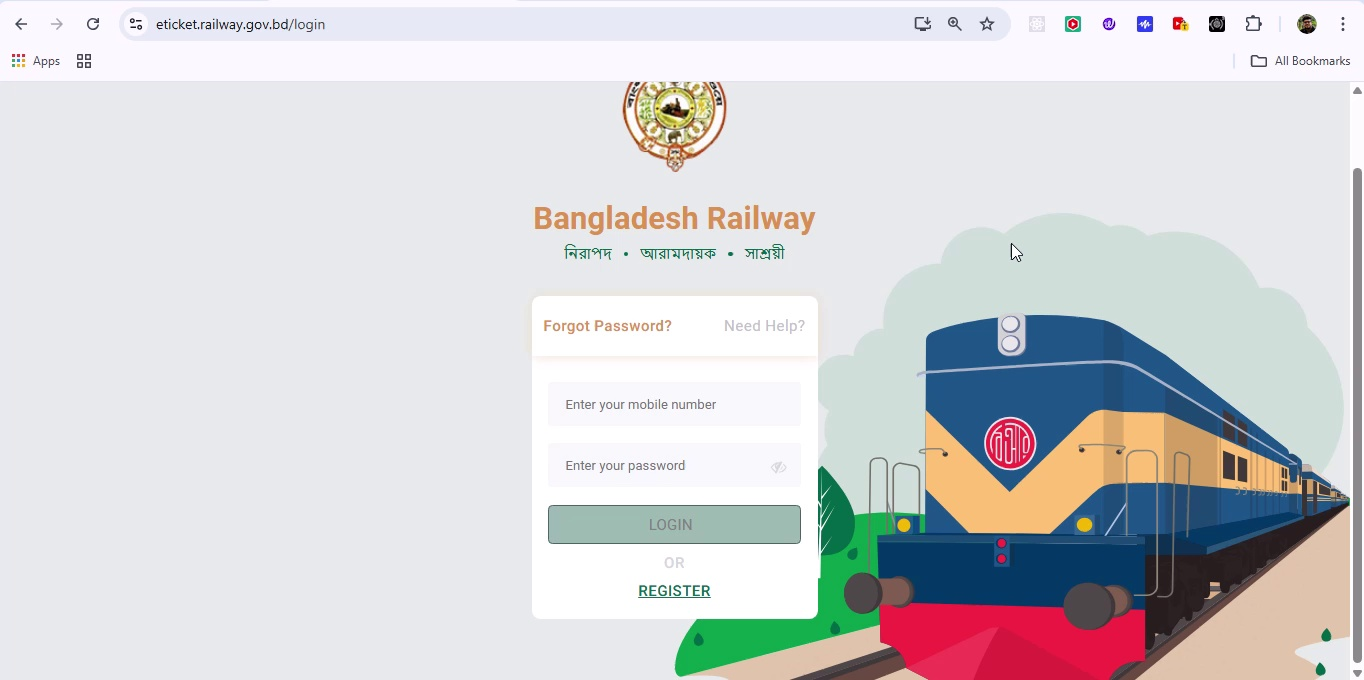 eticket.railway.gov.bd/login
Apps
All Bookmarks
Bangladesh Railway
নিরাপদ • আরামদায়ক • সাশ্রয়ী
Forgot Password? Need Help?
Enter your mobile number
Enter your password
LOGIN
OR
REGISTER